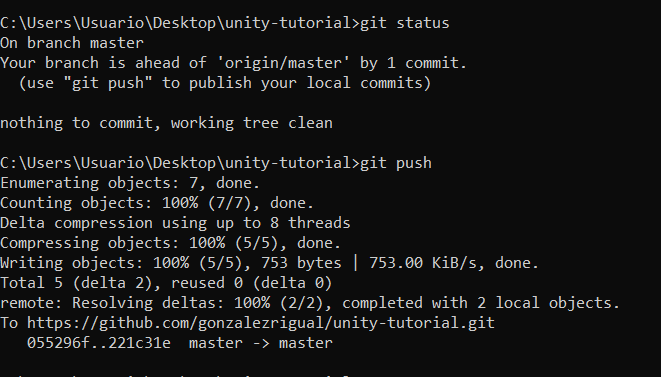 C:\Users\Usuario\Desktop\unity-tutorial>git status
On branch master
Your branch is ahead of 'origin/master' by 1 commit.
  (use "git push" to publish your local commits)

nothing to commit, working tree clean

C:\Users\Usuario\Desktop\unity-tutorial>git push
Enumerating objects: 7, done.
Counting objects: 100% (7/7), done.
Delta compression using up to 8 threads
Compressing objects: 100% (5/5), done.
Writing objects: 100% (5/5), 753 bytes | 753.00 KiB/s, done.
Total 5 (delta 2), reused 0 (delta 0)
remote: Resolving deltas: 100% (2/2), completed with 2 local objects.
To https://github.com/gonzalezrigual/unity-tutorial.git
   055296f..221c31e  master -> master